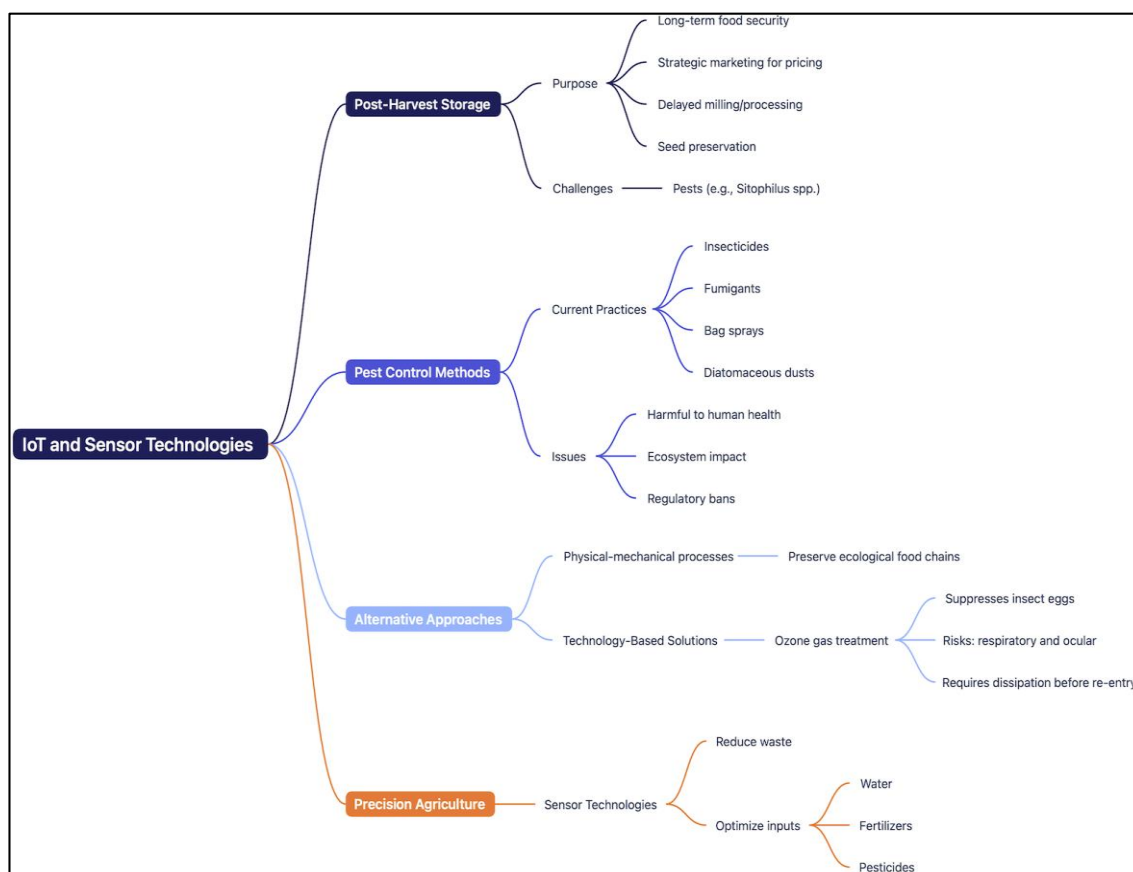 IoT and Sensor Technologies
Post-Harvest Storage
Purpose
Long-term food security
Strategic marketing for pricing
Delayed milling/processing
Seed preservation
Challenges
Pests (e.g., Sitophilus spp.)
Pest Control Methods
Current Practices
Insecticides
Fumigants
Bag sprays
Diatomaceous dusts
Issues
Harmful to human health
Ecosystem impact
Regulatory bans
Alternative Approaches
Physical-mechanical processes
Preserve ecological food chains
Technology-Based Solutions
Ozone gas treatment
Suppresses insect eggs
Risks: respiratory and ocular
Requires dissipation before re-entry
Precision Agriculture
Sensor Technologies
Reduce waste
Optimize inputs
Water
Fertilizers
Pesticides